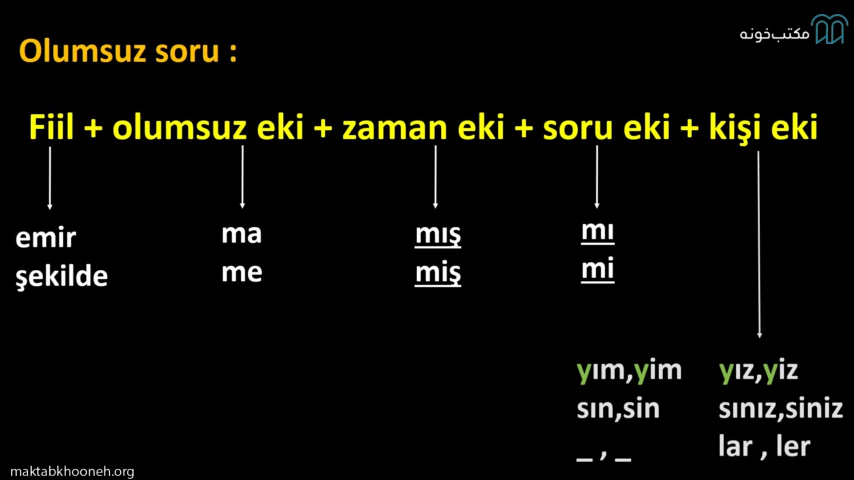 مکتب‌خونه
Olumsuz soru :
Fiil + olumsuz eki + zaman eki + soru eki + kişi eki
emir ma mış mı
şekilde me miş mi
yım,yim yız,yiz
sın,sin sınız,siniz
_ , _ lar , ler
maktabkhooneh.org